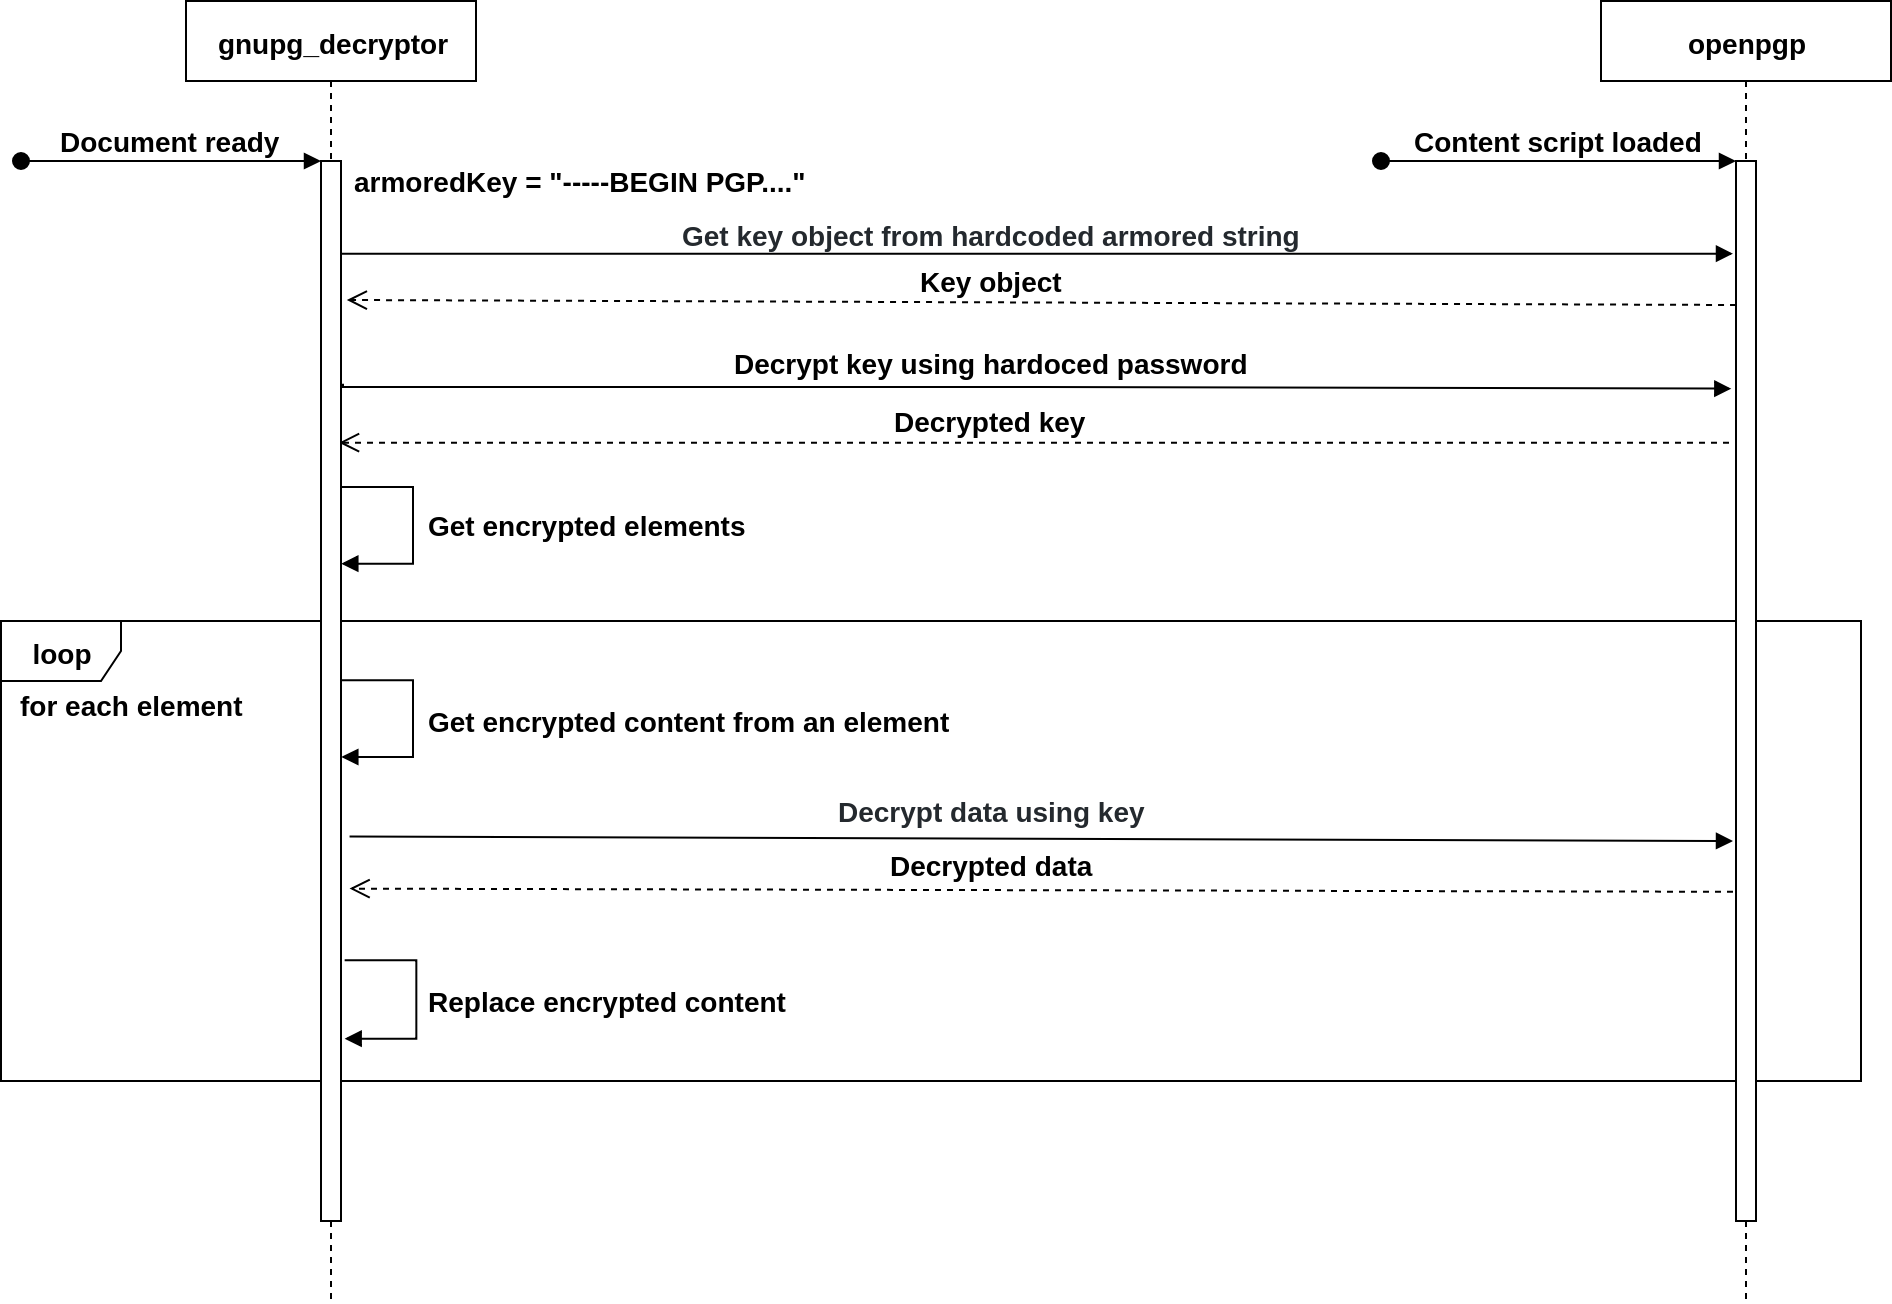 gnupg_decryptor
openpgp
Document ready
Content script loaded
armoredKey = "-----BEGIN PGP...."
Get key object from hardcoded armored string
Key object
Decrypt key using hardoced password
Decrypted key
Get encrypted elements
loop
for each element
Get encrypted content from an element
Decrypt data using key
Decrypted data
Replace encrypted content